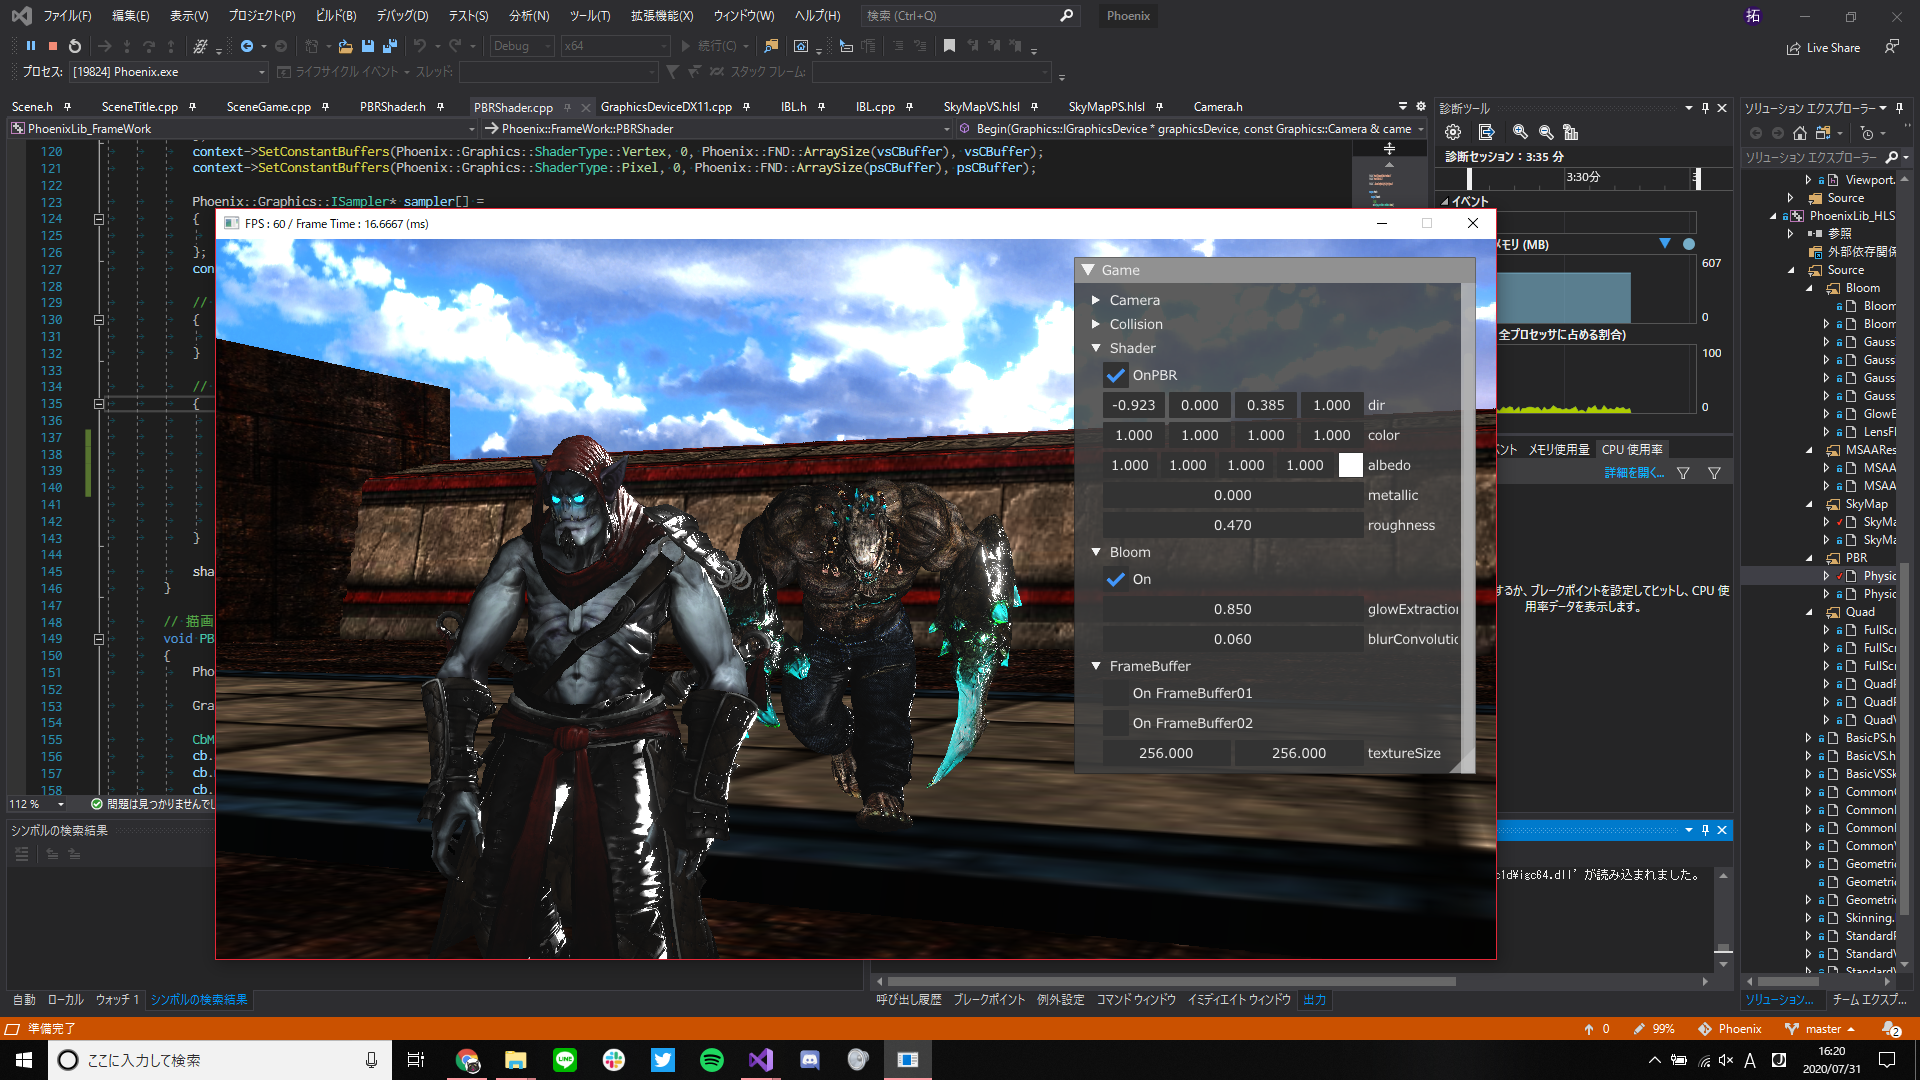 ファイル(F) 編集(E) 表示(V) プロジェクト(P) ビルド(B) デバッグ(D) テスト(S) 分析(N) ツール(T) 拡張機能(X) ウィンドウ(W) ヘルプ(H) 検索 (Ctrl+Q) Phoenix 拓
Debug x64 続行(C) Live Share
プロセス: [19824] Phoenix.exe ライフサイクル イベント スレッド: スタック フレーム:
Scene.h SceneTitle.cpp SceneGame.cpp PBRShader.h PBRShader.cpp GraphicsDeviceDX11.cpp IBL.h IBL.cpp SkyMapVS.hlsl SkyMapPS.hlsl Camera.h
PhoenixLib_FrameWork Phoenix::FrameWork::PBRShader Begin(Graphics::IGraphicsDevice * graphicsDevice, const Graphics::Camera & came
120 context->SetConstantBuffers(Phoenix::Graphics::ShaderType::Vertex, 0, Phoenix::FND::ArraySize(vsCBuffer), vsCBuffer);
121 context->SetConstantBuffers(Phoenix::Graphics::ShaderType::Pixel, 0, Phoenix::FND::ArraySize(psCBuffer), psCBuffer);
122
123 Phoenix::Graphics::ISampler* sampler[] =
124 {
125
126 };
127 con
128
129 //
130 {
131
132 }
133
134 //
135 {
136
137
138
139
140
141
142
143 }
144
145 sha
146 }
147
148 // 描画
149 void PB
150 {
151 Pho
152
153 Gra
154
155 CbM
156 cb.
157 cb.
158 cb.
112 % 問題は見つかりませんでし
FPS : 60 / Frame Time : 16.6667 (ms)
Game
Camera
Collision
Shader
OnPBR
-0.923 0.000 0.385 1.000 dir
1.000 1.000 1.000 1.000 color
1.000 1.000 1.000 1.000 albedo
0.000 metallic
0.470 roughness
Bloom
On
0.850 glowExtraction
0.060 blurConvolutio
FrameBuffer
On FrameBuffer01
On FrameBuffer02
256.000 256.000 textureSize
診断ツール
診断セッション: 3:35 分
3:30分
イベント
メモリ (MB)
607
0
全プロセッサに占める割合)
100
0
ベント メモリ使用量 CPU 使用率
詳細を開く...
するか、ブレークポイントを設定してヒットし、CPU 使
用率データを表示します。
ソリューション エクスプローラー
ソリューション エクスプローラー
Viewport.
Source
PhoenixLib_HLS
参照
外部依存関係
Source
Bloom
Bloom
Bloom
Gauss
Gauss
Gauss
Gauss
GlowE
LensFl
MSAARes
MSAA
MSAA
SkyMap
SkyMa
SkyMa
PBR
Physic
Physic
Quad
FullScr
FullScr
FullScr
QuadP
QuadP
QuadV
BasicPS.h
BasicVS.h
BasicVSSk
CommonC
CommonI
CommonI
CommonV
Geometric
Geometric
Geometric
Skinning.
StandardP
StandardV
StandardV
シンボルの検索結果
c1d¥igc64.dll' が読み込まれました。
自動 ローカル ウォッチ 1 シンボルの検索結果
呼び出し履歴 ブレークポイント 例外設定 コマンド ウィンドウ イミディエイト ウィンドウ 出力
ソリューション... チーム エクスプ...
準備完了 0 99% Phoenix master 2
ここに入力して検索
LINE
A
16:20
2020/07/31